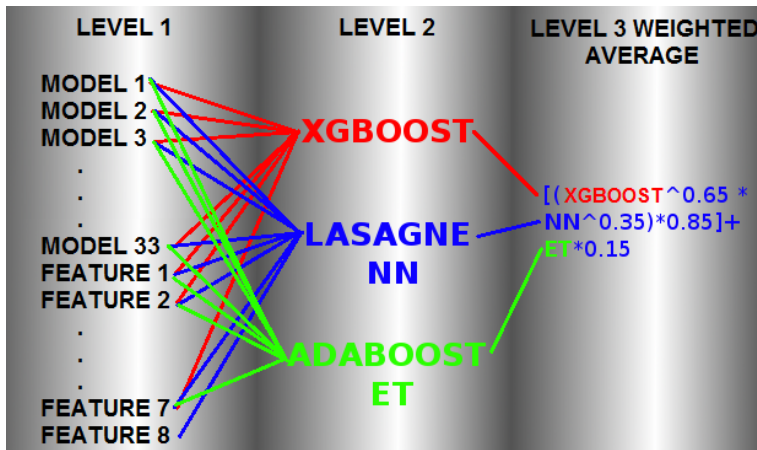 LEVEL 1
MODEL 1
MODEL 2
MODEL 3
.
.
.
MODEL 33
FEATURE 1
FEATURE 2
.
.
.
FEATURE 7
FEATURE 8
LEVEL 2
XGBOOST
LASAGNE
NN
ADABOOST
ET
LEVEL 3 WEIGHTED
AVERAGE
[(XGBOOST^0.65 *
NN^0.35)*0.85]+
ET*0.15